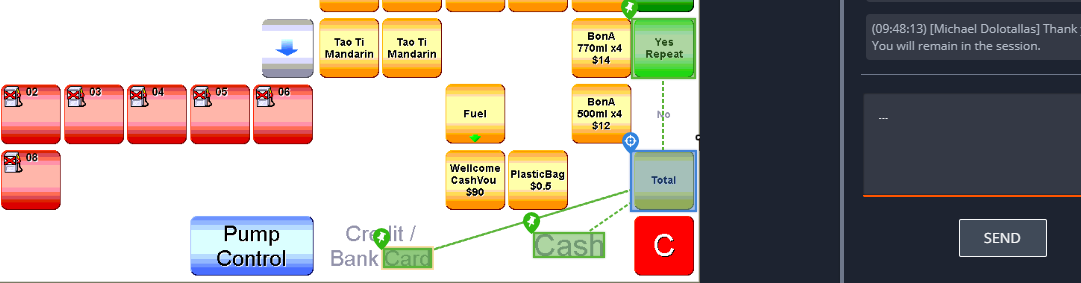 (09:48:13) [Michael Dolotallas] Thank
You will remain in the session.
Tao Ti
Mandarin
Tao Ti
Mandarin
BonA
770ml x4
$14
Yes
Repeat
02
03
04
05
06
Fuel
BonA
500ml x4
$12
No
---
08
Wellcome
CashVou
$90
PlasticBag
$0.5
Total
Pump
Control
Credit /
Bank Card
Cash
C
SEND